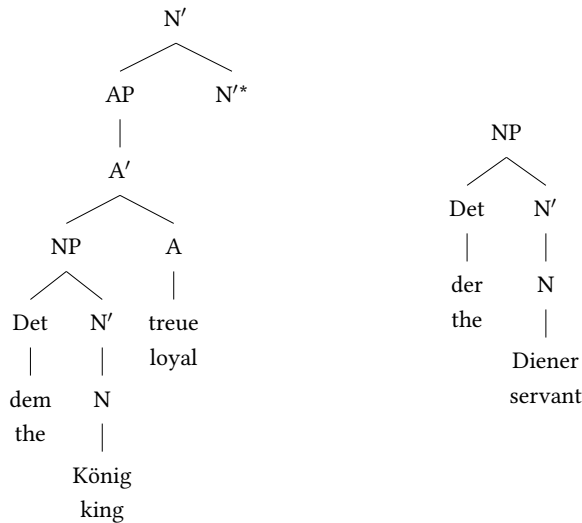 N′
AP N′*
NP
A′
Det N′
NP A
der N
the
Det N′ treue
loyal
Diener
servant
dem N
the
König
king